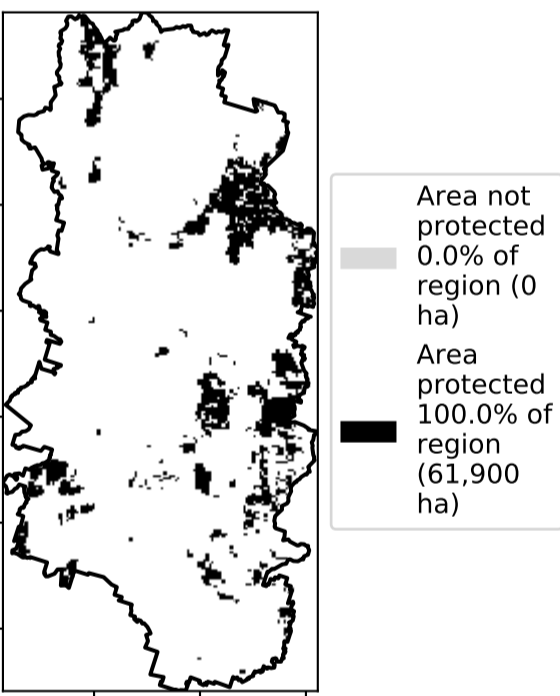 Area not
protected
0.0% of
region (0
ha)
Area
protected
100.0% of
region
(61,900
ha)